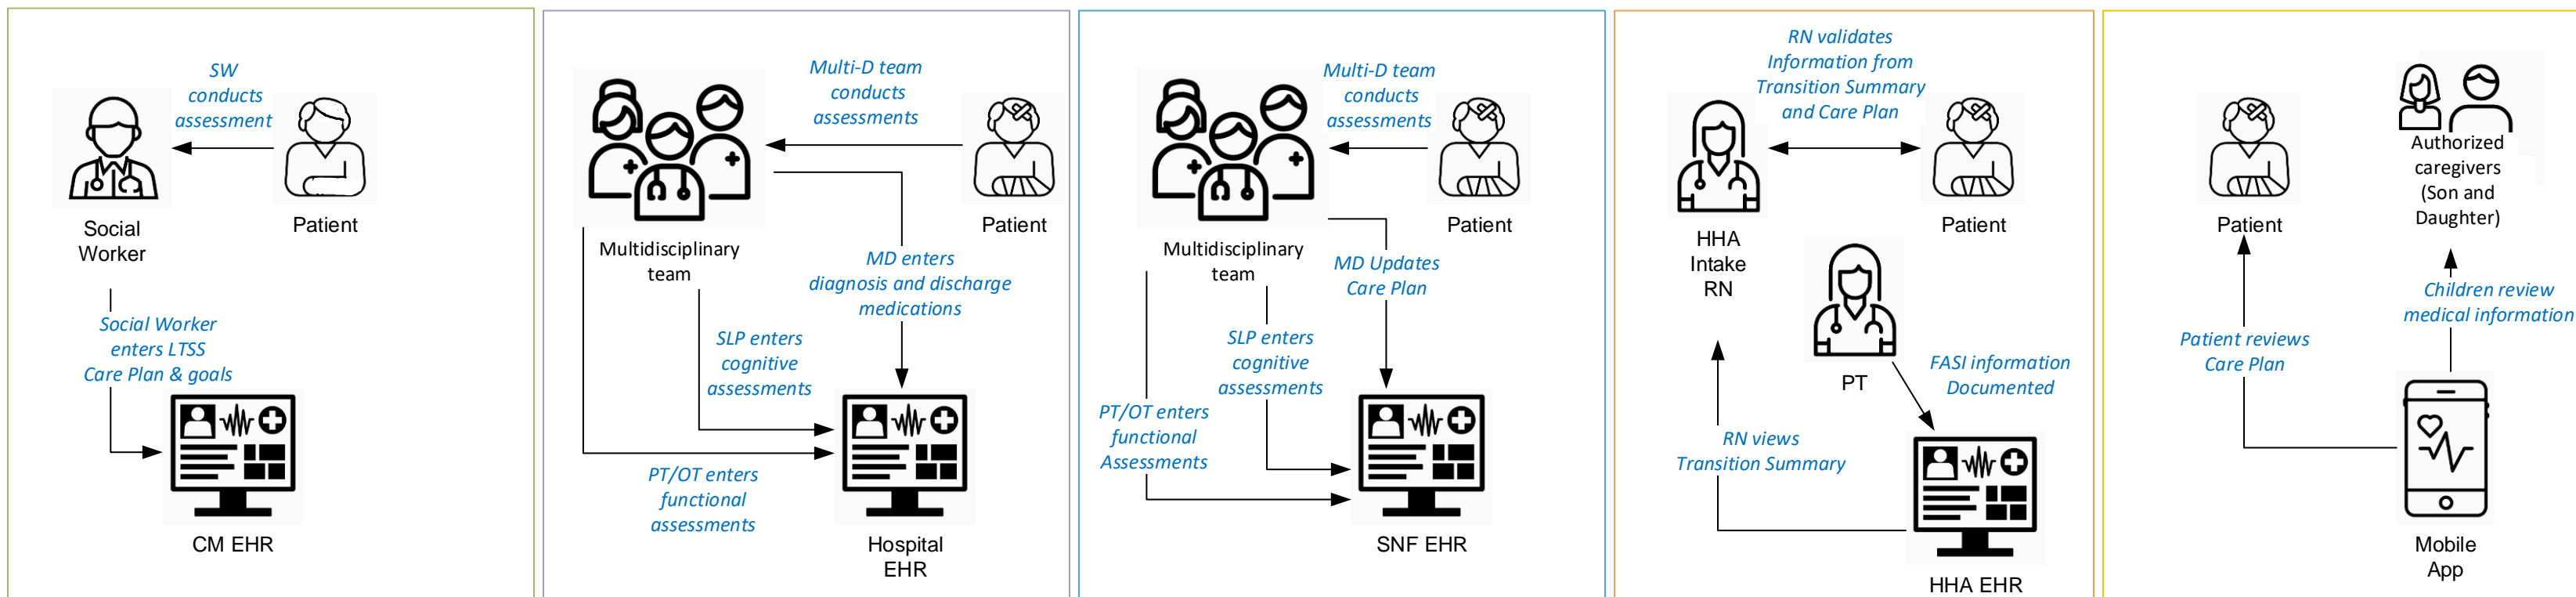 SW
conducts
assessment
Social
Worker
Patient
Social Worker
enters LTSS
Care Plan & goals
CM EHR
Multi-D team
conducts
assessments
Multidisciplinary
team
Patient
MD enters
diagnosis and discharge
medications
SLP enters
cognitive
assessments
PT/OT enters
functional
assessments
Hospital
EHR
Multi-D team
conducts
assessments
Multidisciplinary
team
Patient
MD Updates
Care Plan
SLP enters
cognitive
assessments
PT/OT enters
functional
Assessments
SNF EHR
RN validates
Information from
Transition Summary
and Care Plan
HHA
Intake
RN
Patient
PT
FASI information
Documented
RN views
Transition Summary
HHA EHR
Patient
Authorized
caregivers
(Son and
Daughter)
Children review
medical information
Patient reviews
Care Plan
Mobile
App